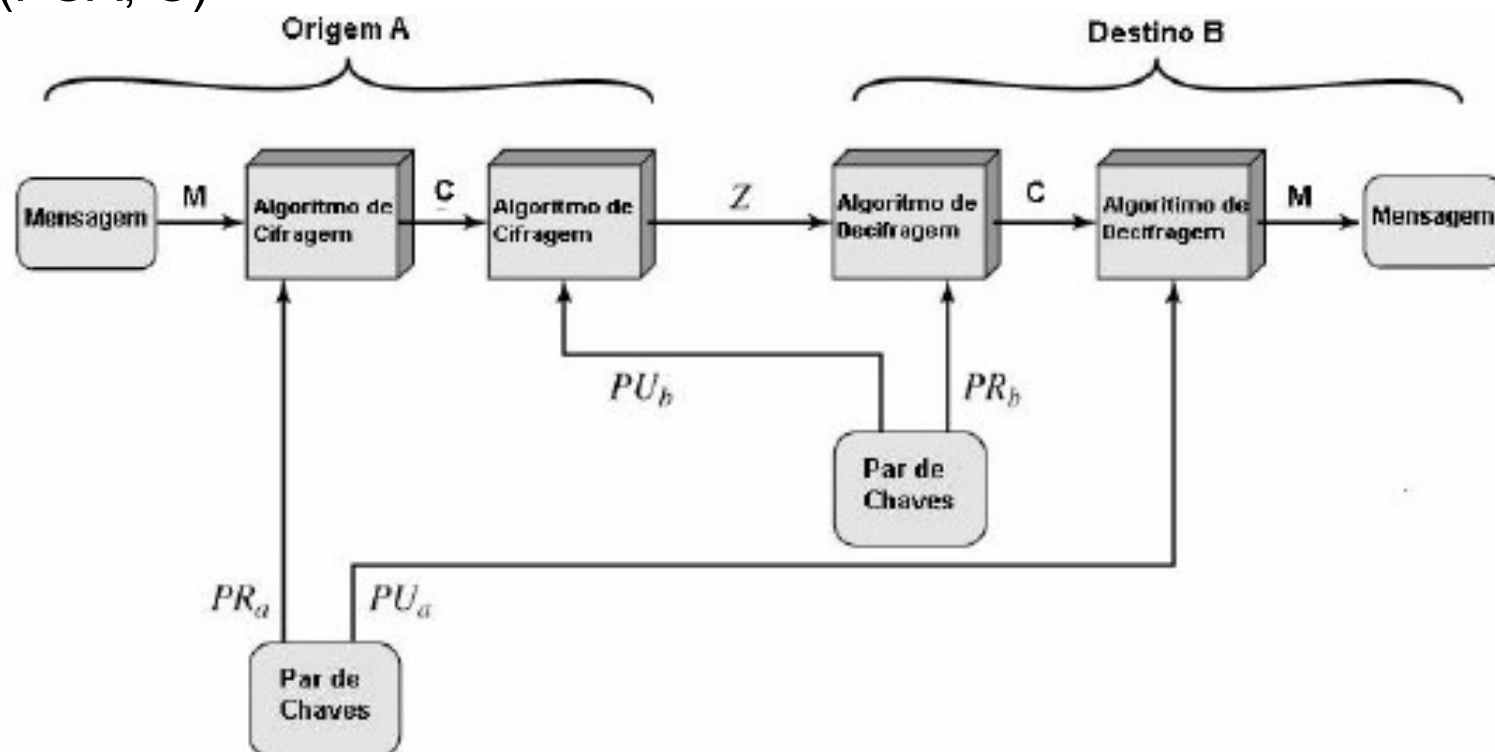 Origem A
Destino B
Mensagem
M
Algoritmo de
Cifragem
C
Algoritmo de
Cifragem
Z
Algoritmo de
Decifragem
C
Algoritimo de
Decifragem
M
Mensagem
PUb
PRb
Par de
Chaves
PRa
PUa
Par de
Chaves